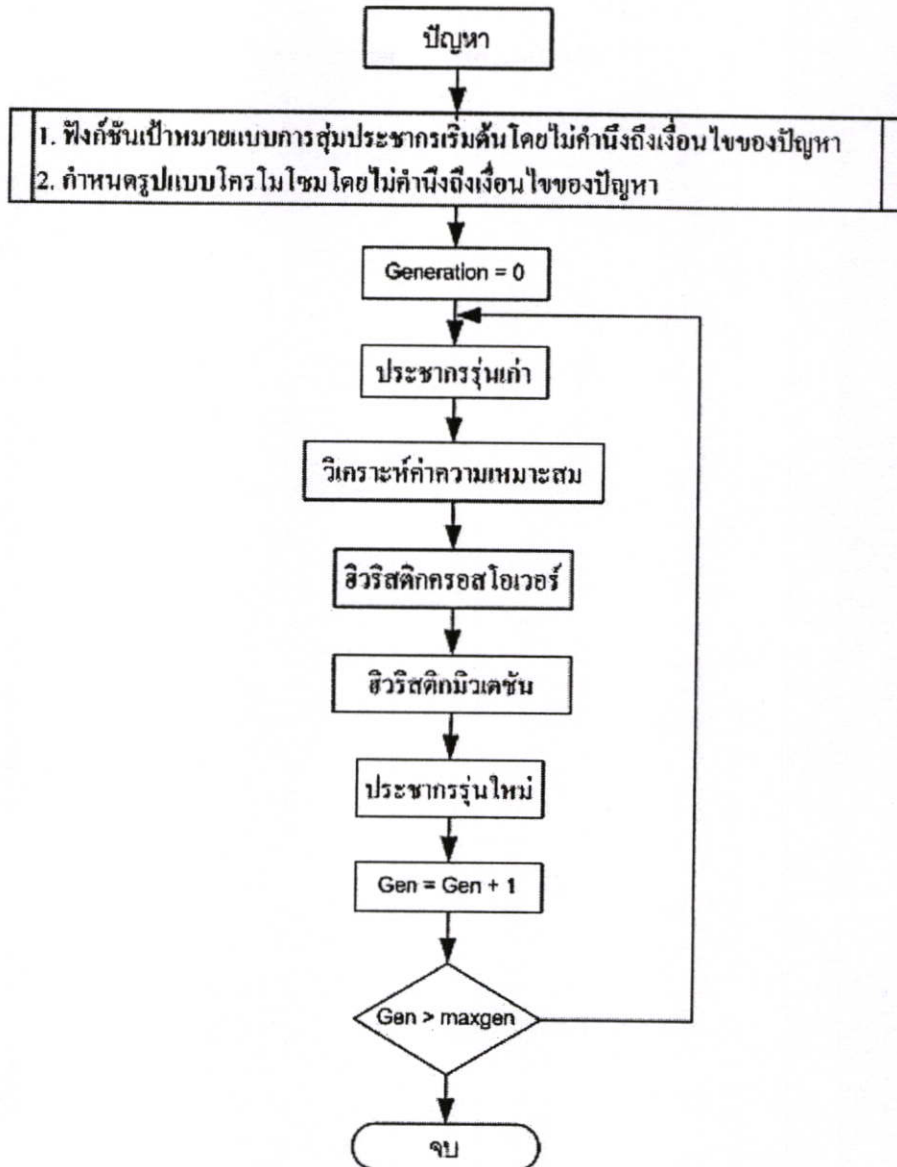 ปัญหา
1. ฟังก์ชันเป้าหมายแบบการสุ่มประชากรเริ่มต้นโดยไม่คำนึงถึงเงื่อนไขของปัญหา
2. กำหนดรูปแบบโครโมโซมโดยไม่คำนึงถึงเงื่อนไขของปัญหา
Generation = 0
ประชากรรุ่นเก่า
วิเคราะห์ค่าความเหมาะสม
ฮิวริสติกครอสโอเวอร์
ฮิวริสติกมิวเตชัน
ประชากรรุ่นใหม่
Gen = Gen + 1
Gen > maxgen
จบ